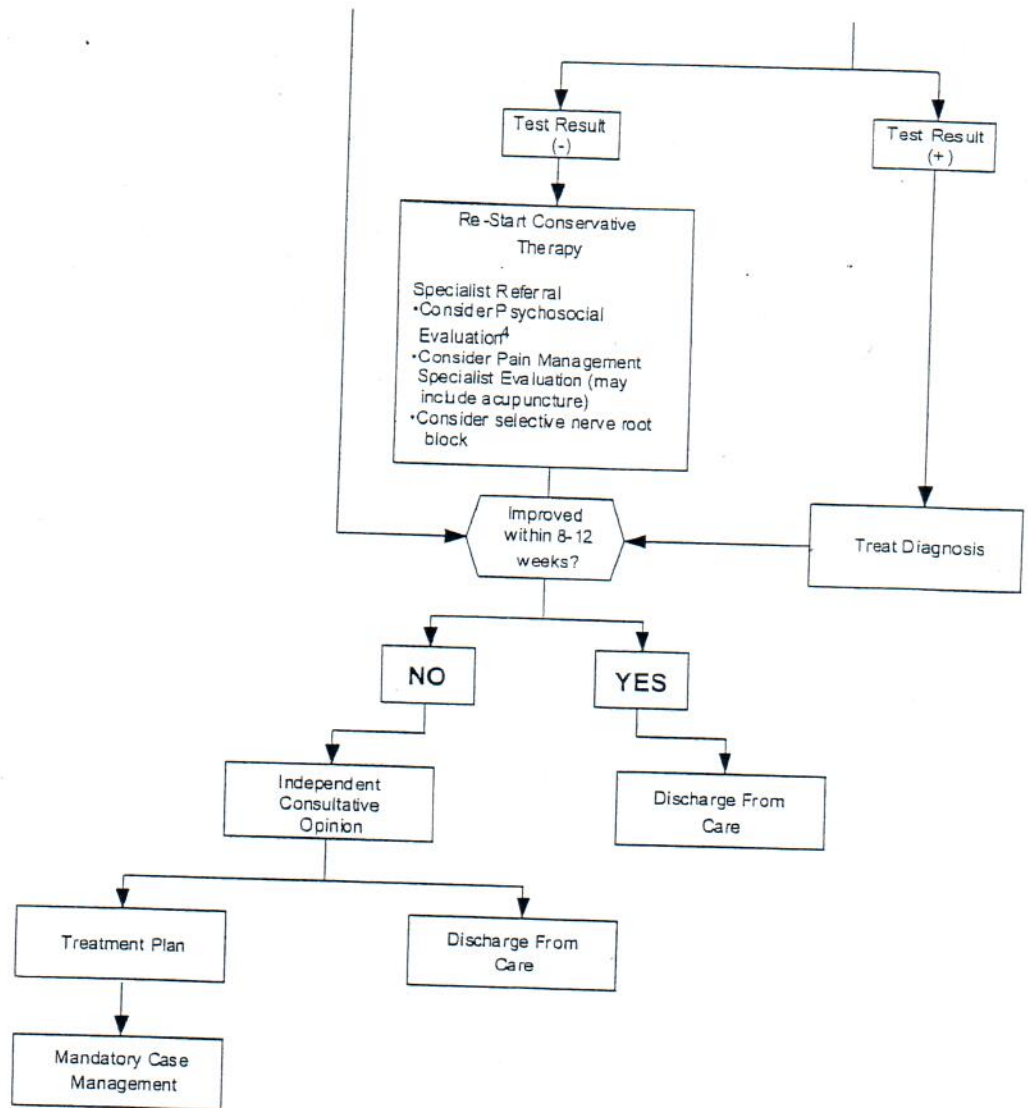 Test Result
(-)
Test Result
(+)
Re-Start Conservative
Therapy
Specialist Referral
•Consider Psychosocial
Evaluation4
•Consider Pain Management
Specialist Evaluation (may
include acupuncture)
•Consider selective nerve root
block
Improved
within 8-12
weeks?
Treat Diagnosis
NO
YES
Independent
Consultative
Opinion
Discharge From
Care
Treatment Plan
Discharge From
Care
Mandatory Case
Management